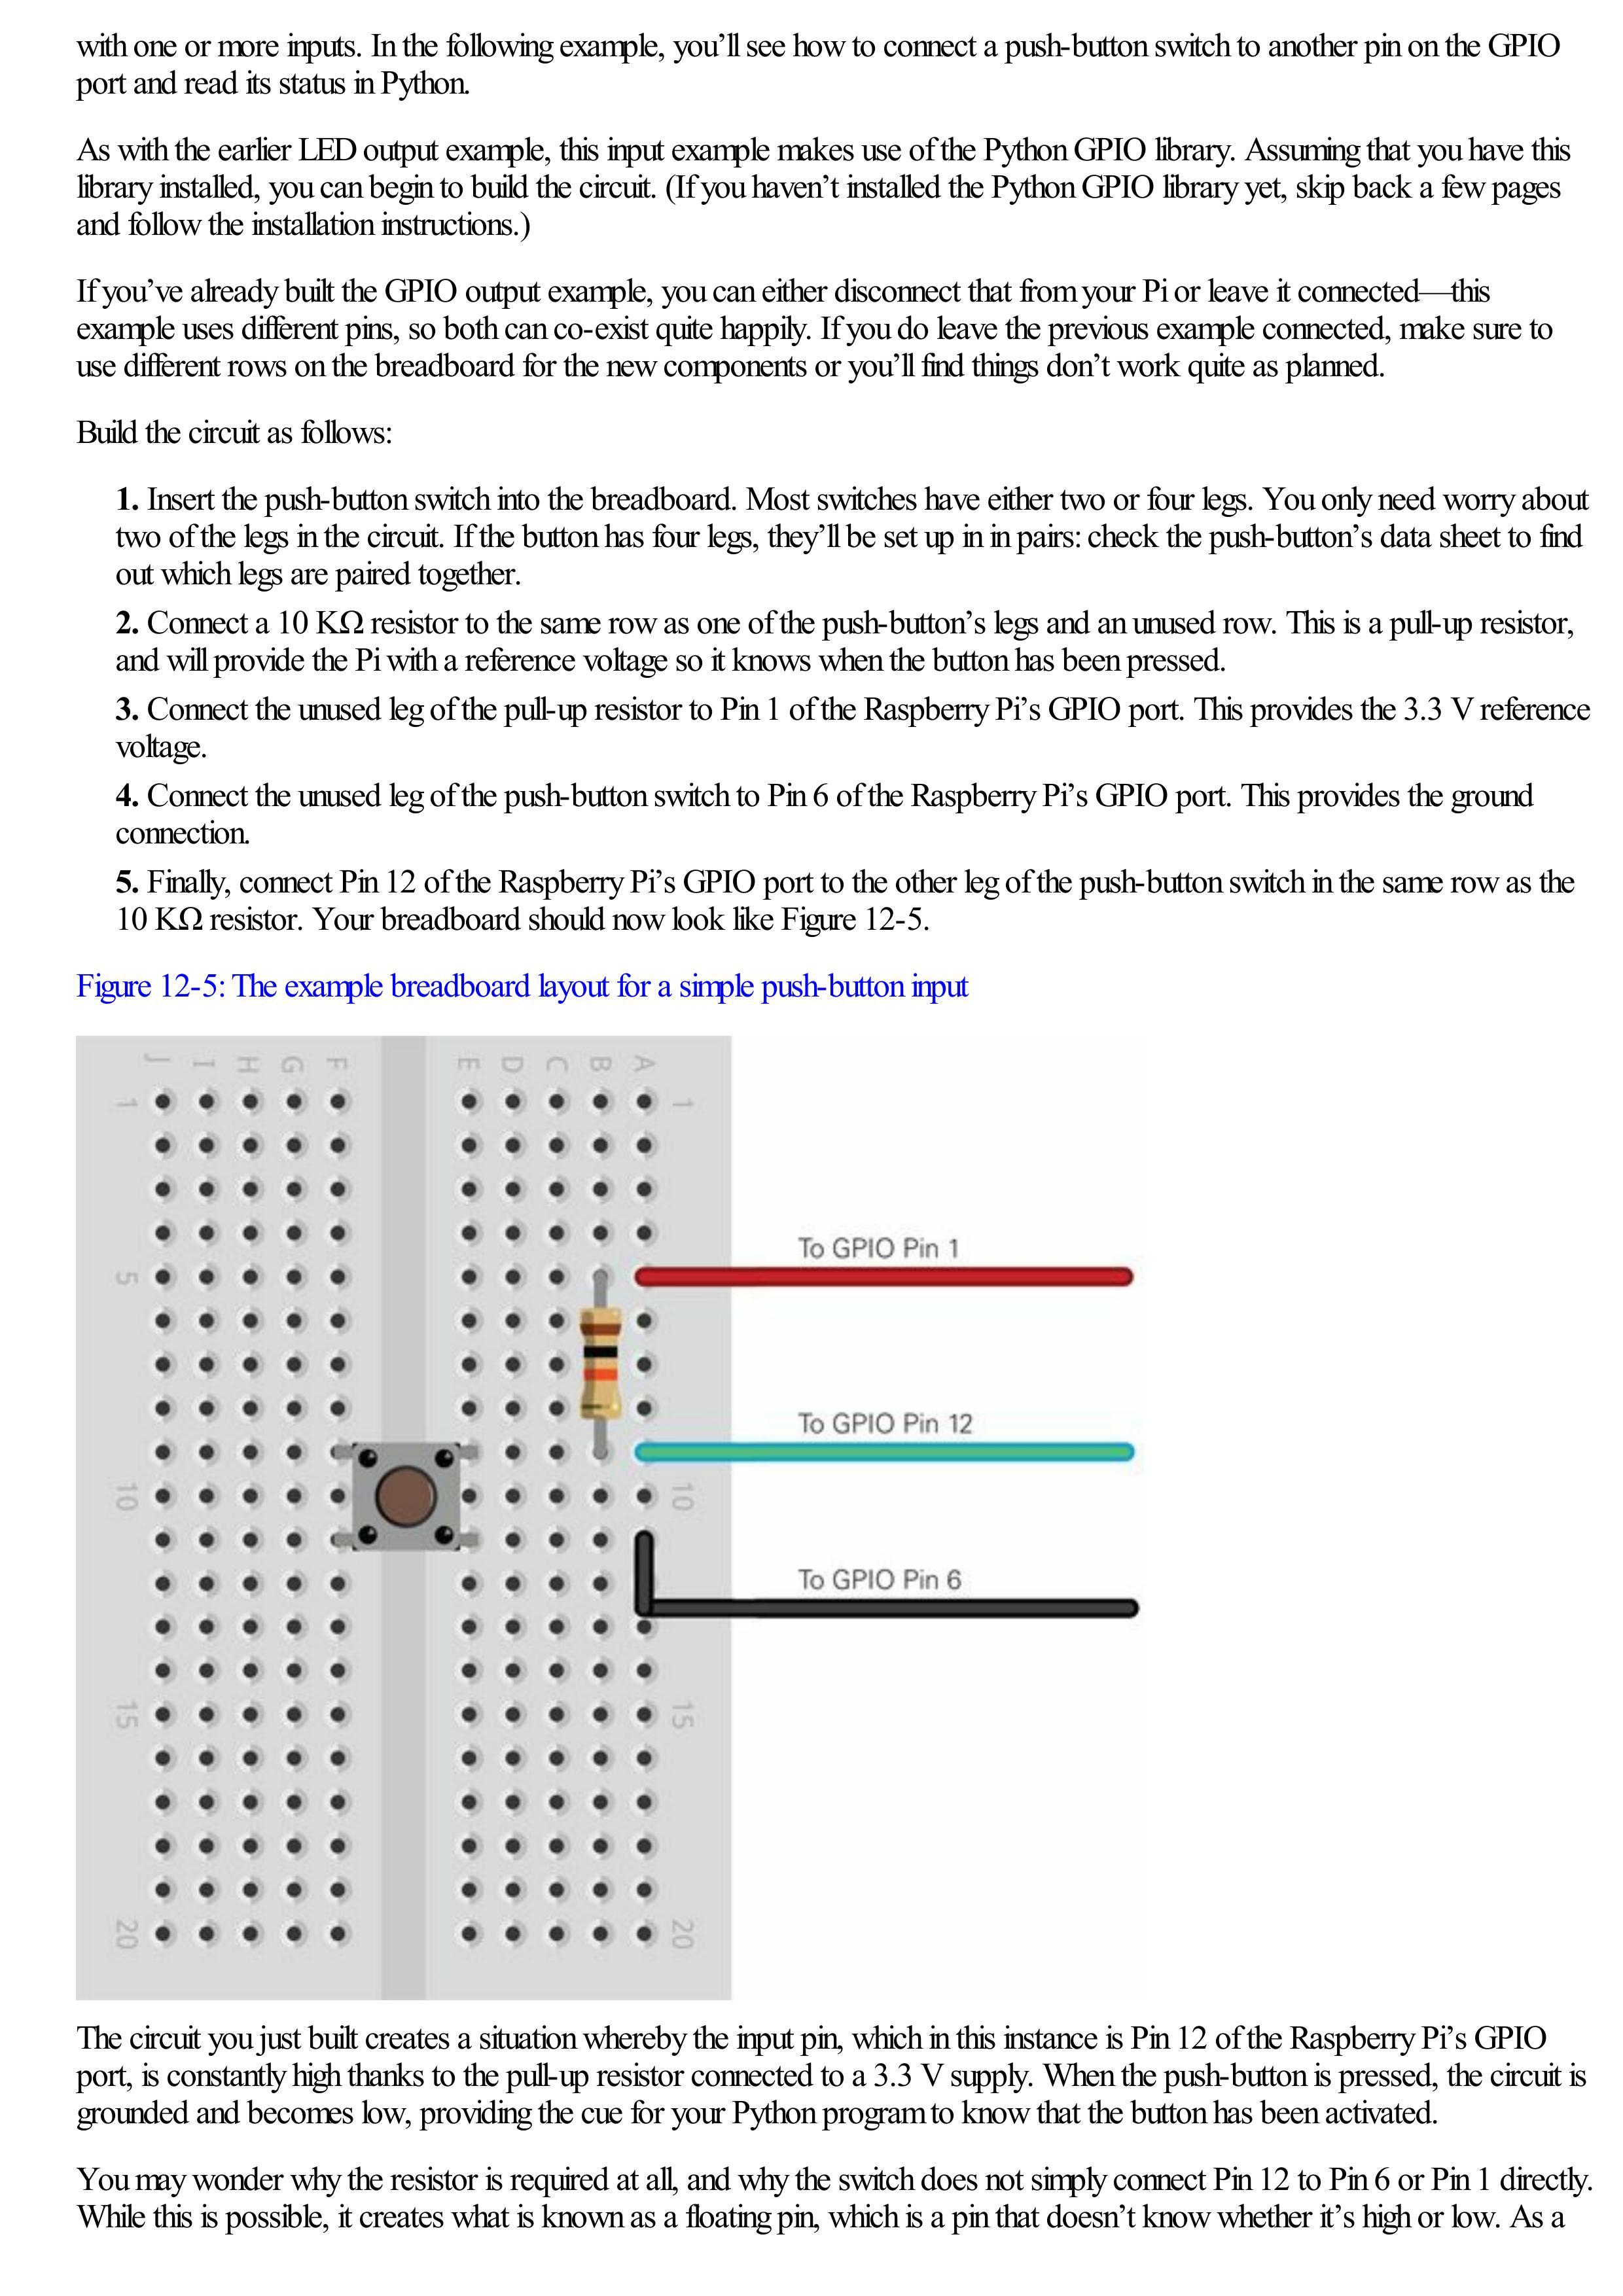 with one or more inputs. In the following example, you’ll see how to connect a push-button switch to another pin on the GPIO
port and read its status in Python.
As with the earlier LED output example, this input example makes use of the Python GPIO library. Assuming that you have this
library installed, you can begin to build the circuit. (If you haven’t installed the Python GPIO library yet, skip back a few pages
and follow the installation instructions.)
If you’ve already built the GPIO output example, you can either disconnect that from your Pi or leave it connected—this
example uses different pins, so both can co-exist quite happily. If you do leave the previous example connected, make sure to
use different rows on the breadboard for the new components or you’ll find things don’t work quite as planned.
Build the circuit as follows:
1. Insert the push-button switch into the breadboard. Most switches have either two or four legs. You only need worry about
two of the legs in the circuit. If the button has four legs, they’ll be set up in in pairs: check the push-button’s data sheet to find
out which legs are paired together.
2. Connect a 10 KΩ resistor to the same row as one of the push-button’s legs and an unused row. This is a pull-up resistor,
and will provide the Pi with a reference voltage so it knows when the button has been pressed.
3. Connect the unused leg of the pull-up resistor to Pin 1 of the Raspberry Pi’s GPIO port. This provides the 3.3 V reference
voltage.
4. Connect the unused leg of the push-button switch to Pin 6 of the Raspberry Pi’s GPIO port. This provides the ground
connection.
5. Finally, connect Pin 12 of the Raspberry Pi’s GPIO port to the other leg of the push-button switch in the same row as the
10 KΩ resistor. Your breadboard should now look like Figure 12-5.
Figure 12-5: The example breadboard layout for a simple push-button input
J I H G F E D C B A
1 1
To GPIO Pin 1
5
To GPIO Pin 12
10 10
To GPIO Pin 6
15 15
20 20
The circuit you just built creates a situation whereby the input pin, which in this instance is Pin 12 of the Raspberry Pi’s GPIO
port, is constantly high thanks to the pull-up resistor connected to a 3.3 V supply. When the push-button is pressed, the circuit is
grounded and becomes low, providing the cue for your Python program to know that the button has been activated.
You may wonder why the resistor is required at all, and why the switch does not simply connect Pin 12 to Pin 6 or Pin 1 directly.
While this is possible, it creates what is known as a floating pin, which is a pin that doesn’t know whether it’s high or low. As a